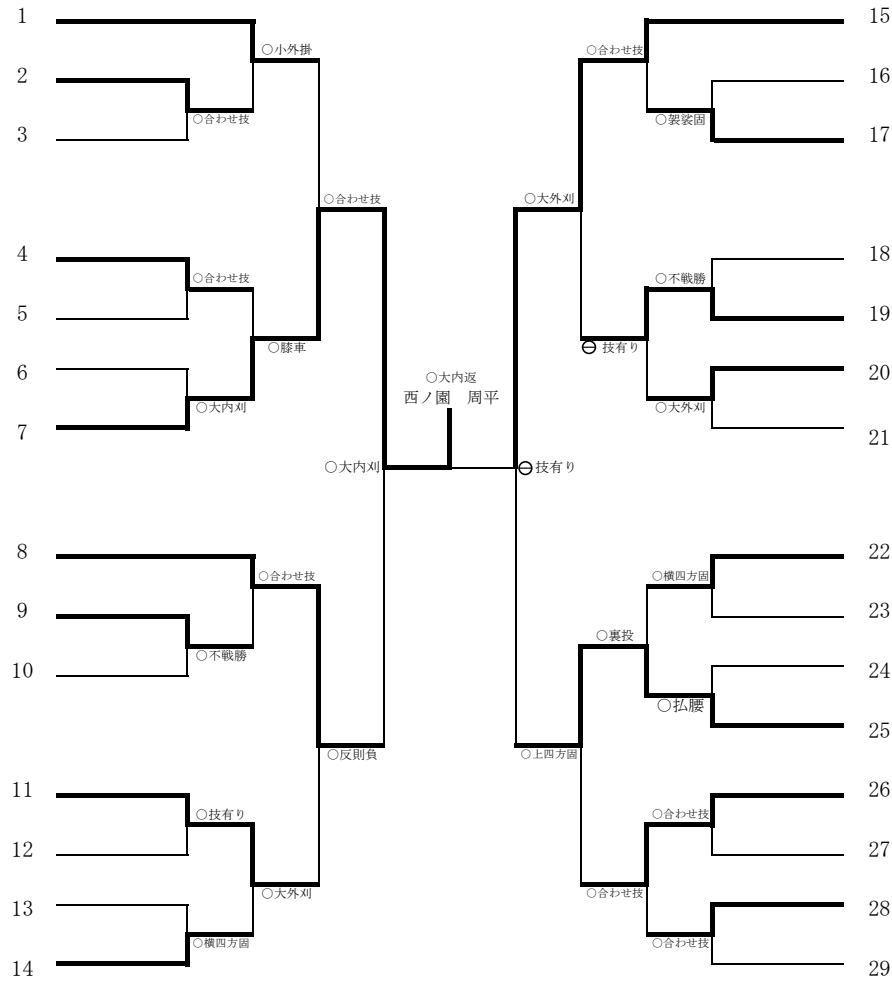 1
○小外掛
2
○合わせ技
3
○合わせ技
4
○合わせ技
5
○膝車
6
○大内刈
7
○大内刈
8
○合わせ技
9
○不戦勝
10
○反則負
11
○技有り
12
○大外刈
13
○横四方固
14
○大内返
西ノ園 周平
15
○合わせ技
16
○袈裟固
17
○大外刈
18
○不戦勝
19
⊖ 技有り
20
○大外刈
21
⊖技有り
22
○横四方固
23
○裏投
24
○払腰
25
○上四方固
26
○合わせ技
27
○合わせ技
28
○合わせ技
29